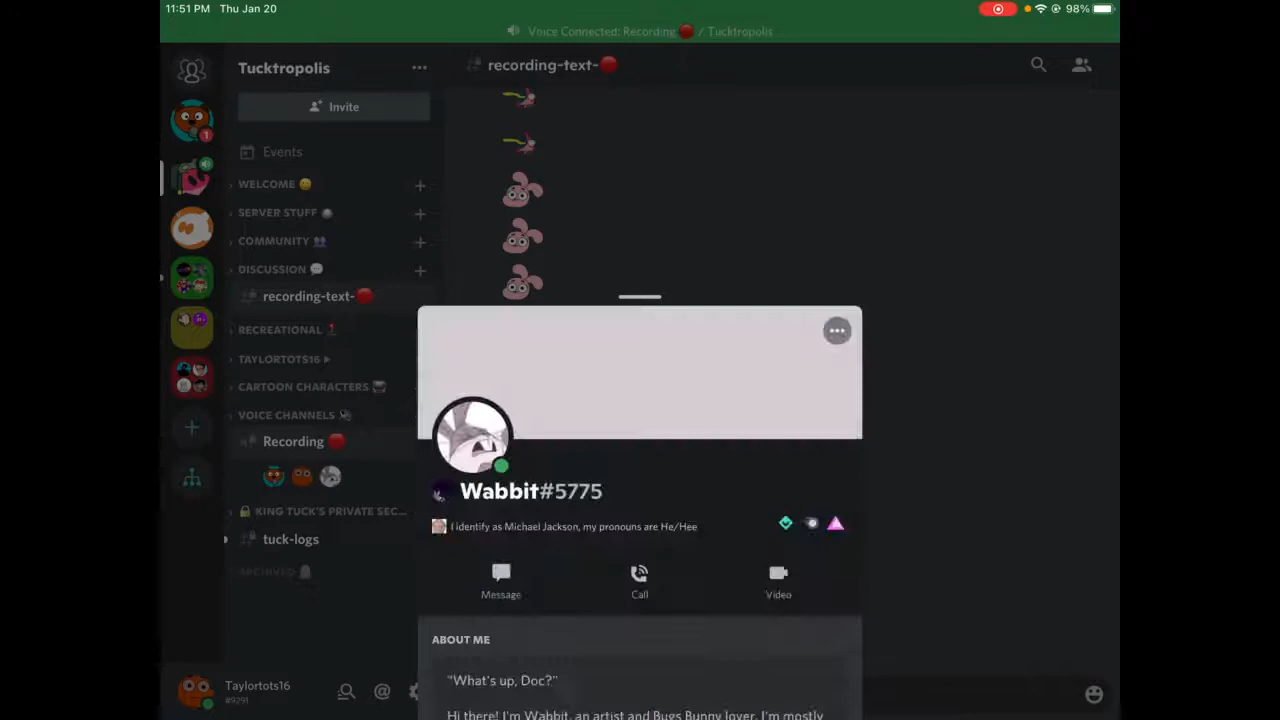 11:51 PM Thu Jan 20
98%
Voice Connected: Recording 🔴 / Tucktropolis
Tucktropolis
recording-text-🔴
Invite
Events
WELCOME
SERVER STUFF
COMMUNITY
DISCUSSION
recording-text-🔴
RECREATIONAL
TAYLORTOTS16
CARTOON CHARACTERS
VOICE CHANNELS
Recording 🔴
KING TUCK'S PRIVATE SEC...
tuck-logs
ARCHIVED
Taylortots16
#9291
1
Wabbit#5775
I identify as Michael Jackson, my pronouns are He/Hee
Message
Call
Video
ABOUT ME
"What's up, Doc?"
Hi there! I'm Wabbit, an artist and Bugs Bunny lover. I'm mostly